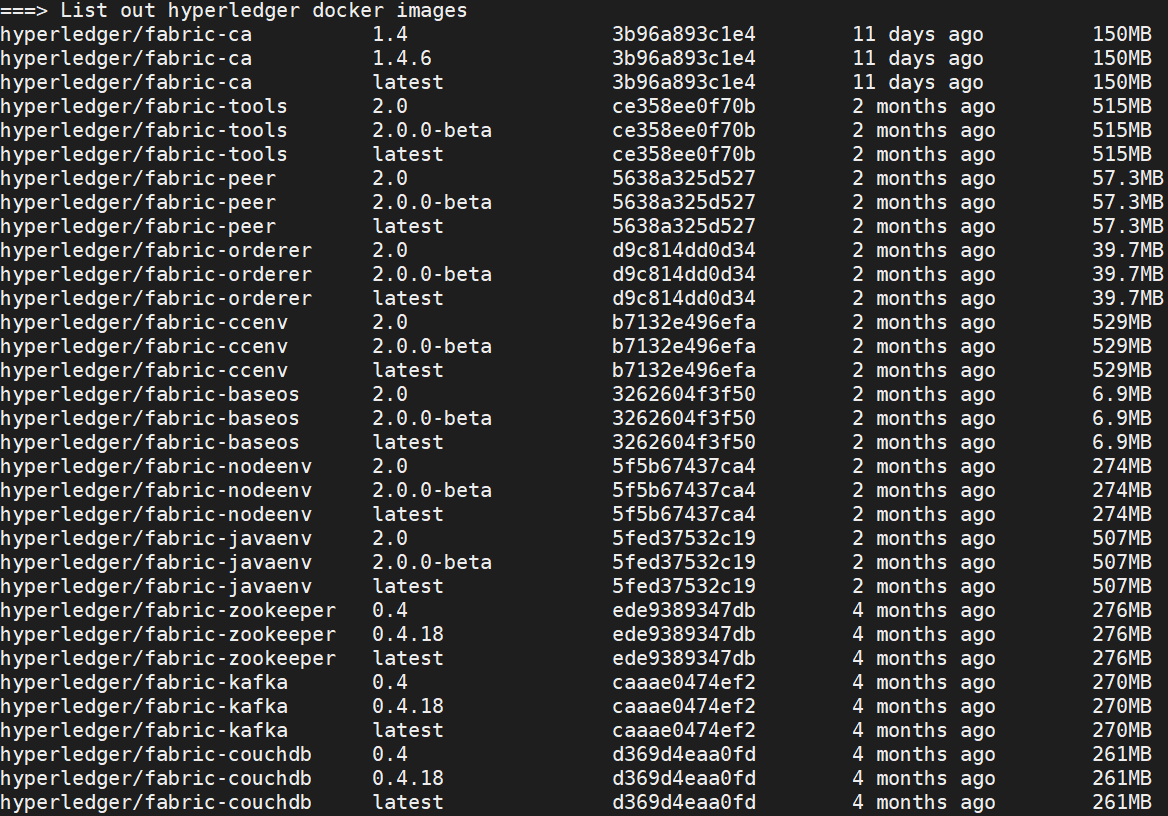 ===> List out hyperledger docker images
hyperledger/fabric-ca 1.4 3b96a893c1e4 11 days ago 150MB
hyperledger/fabric-ca 1.4.6 3b96a893c1e4 11 days ago 150MB
hyperledger/fabric-ca latest 3b96a893c1e4 11 days ago 150MB
hyperledger/fabric-tools 2.0 ce358ee0f70b 2 months ago 515MB
hyperledger/fabric-tools 2.0.0-beta ce358ee0f70b 2 months ago 515MB
hyperledger/fabric-tools latest ce358ee0f70b 2 months ago 515MB
hyperledger/fabric-peer 2.0 5638a325d527 2 months ago 57.3MB
hyperledger/fabric-peer 2.0.0-beta 5638a325d527 2 months ago 57.3MB
hyperledger/fabric-peer latest 5638a325d527 2 months ago 57.3MB
hyperledger/fabric-orderer 2.0 d9c814dd0d34 2 months ago 39.7MB
hyperledger/fabric-orderer 2.0.0-beta d9c814dd0d34 2 months ago 39.7MB
hyperledger/fabric-orderer latest d9c814dd0d34 2 months ago 39.7MB
hyperledger/fabric-ccenv 2.0 b7132e496efa 2 months ago 529MB
hyperledger/fabric-ccenv 2.0.0-beta b7132e496efa 2 months ago 529MB
hyperledger/fabric-ccenv latest b7132e496efa 2 months ago 529MB
hyperledger/fabric-baseos 2.0 3262604f3f50 2 months ago 6.9MB
hyperledger/fabric-baseos 2.0.0-beta 3262604f3f50 2 months ago 6.9MB
hyperledger/fabric-baseos latest 3262604f3f50 2 months ago 6.9MB
hyperledger/fabric-nodeenv 2.0 5f5b67437ca4 2 months ago 274MB
hyperledger/fabric-nodeenv 2.0.0-beta 5f5b67437ca4 2 months ago 274MB
hyperledger/fabric-nodeenv latest 5f5b67437ca4 2 months ago 274MB
hyperledger/fabric-javaenv 2.0 5fed37532c19 2 months ago 507MB
hyperledger/fabric-javaenv 2.0.0-beta 5fed37532c19 2 months ago 507MB
hyperledger/fabric-javaenv latest 5fed37532c19 2 months ago 507MB
hyperledger/fabric-zookeeper 0.4 ede9389347db 4 months ago 276MB
hyperledger/fabric-zookeeper 0.4.18 ede9389347db 4 months ago 276MB
hyperledger/fabric-zookeeper latest ede9389347db 4 months ago 276MB
hyperledger/fabric-kafka 0.4 caaae0474ef2 4 months ago 270MB
hyperledger/fabric-kafka 0.4.18 caaae0474ef2 4 months ago 270MB
hyperledger/fabric-kafka latest caaae0474ef2 4 months ago 270MB
hyperledger/fabric-couchdb 0.4 d369d4eaa0fd 4 months ago 261MB
hyperledger/fabric-couchdb 0.4.18 d369d4eaa0fd 4 months ago 261MB
hyperledger/fabric-couchdb latest d369d4eaa0fd 4 months ago 261MB